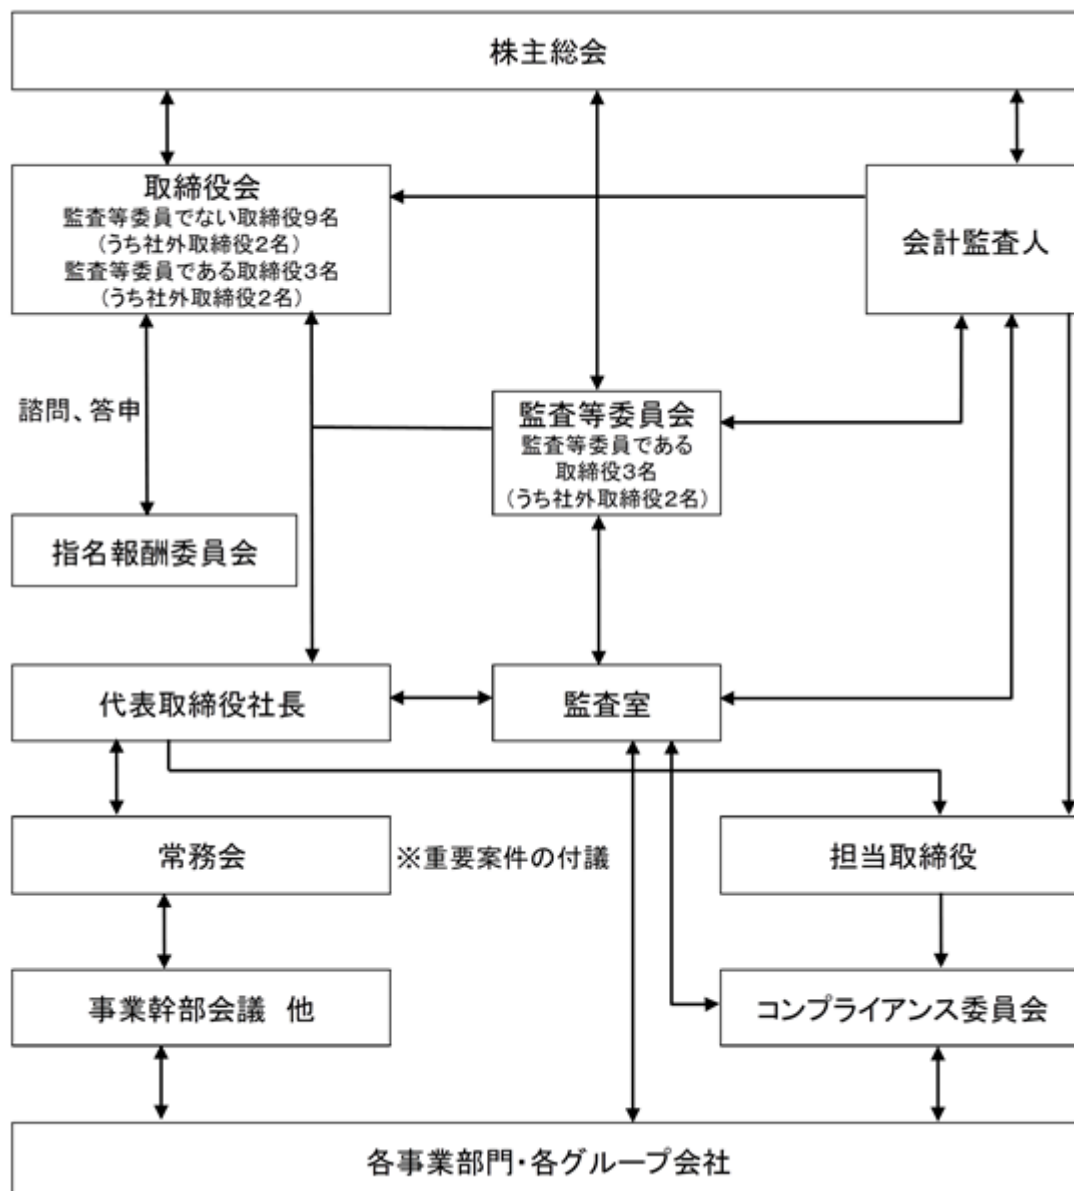 株主総会
取締役会
監査等委員でない取締役9名
(うち社外取締役2名)
監査等委員である取締役3名
(うち社外取締役2名)
会計監査人
諮問、答申
監査等委員会
監査等委員である
取締役3名
(うち社外取締役2名)
指名報酬委員会
代表取締役社長
監査室
常務会
※重要案件の付議
担当取締役
事業幹部会議 他
コンプライアンス委員会
各事業部門・各グループ会社